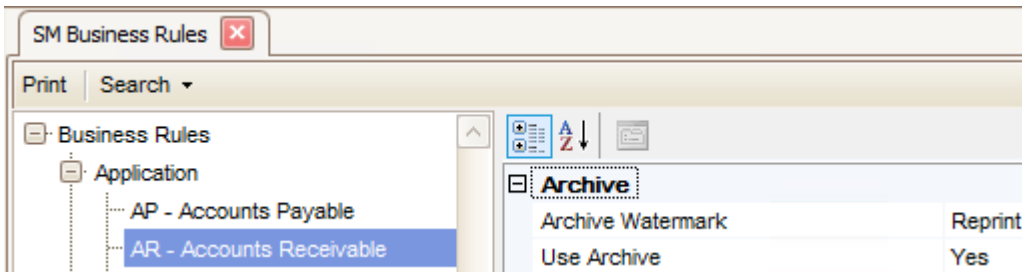 SM Business Rules
Print Search
Business Rules
Application
AP - Accounts Payable
AR - Accounts Receivable
Archive
Archive Watermark Reprint
Use Archive Yes